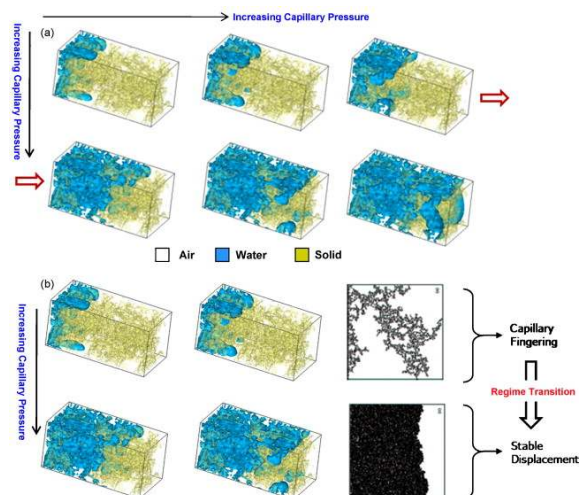 Increasing Capillary Pressure
(a)
Increasing Capillary Pressure
Air
Water
Solid
(b)
Increasing Capillary Pressure
Capillary
Fingering
Regime Transition
Stable
Displacement